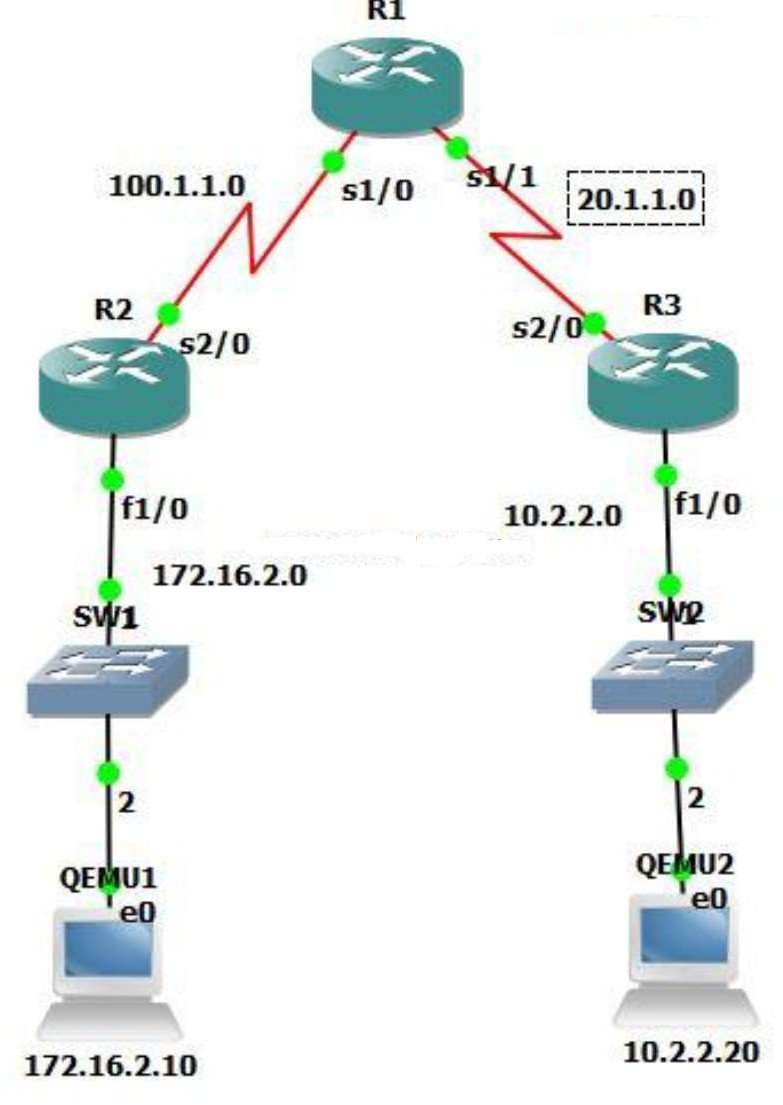 R1
s1/0
s1/1
100.1.1.0
20.1.1.0
R2
s2/0
R3
s2/0
f1/0
172.16.2.0
10.2.2.0
f1/0
SW1
1
SW2
1
2
2
QEMU1
e0
QEMU2
e0
172.16.2.10
10.2.2.20